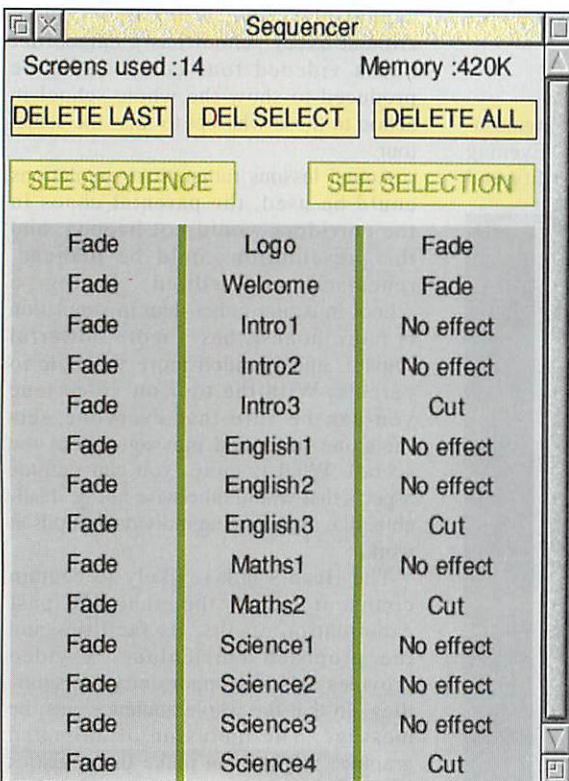 Sequencer
Screens used :14 Memory :420K
DELETE LAST DEL SELECT DELETE ALL
SEE SEQUENCE SEE SELECTION
Fade Logo Fade
Fade Welcome Fade
Fade Intro1 No effect
Fade Intro2 No effect
Fade Intro3 Cut
Fade English1 No effect
Fade English2 No effect
Fade English3 Cut
Fade Maths1 No effect
Fade Maths2 Cut
Fade Science1 No effect
Fade Science2 No effect
Fade Science3 No effect
Fade Science4 Cut